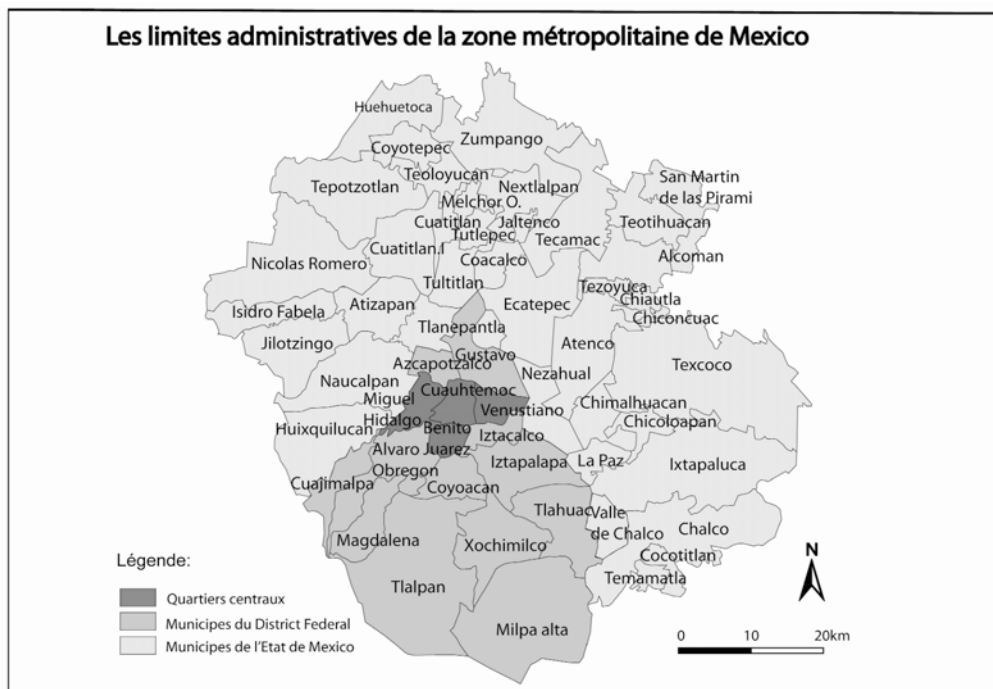 Les limites administratives de la zone métropolitaine de Mexico
Huehuetoca
Zumpango
Coyotepec
Teoloyucán
San Martin
de las Pirami
Tepotzotlan
Nextlalpan
Melchor O.
Cuatitlan
Jaltenco
Teotihuacan
Tutlepec
Tecamac
Cuatitlan.I
Coacalco
Alcoman
Nicolas Romero
Tultitlan
Tezoyuca
Ecatepec
Chiautla
Isidro Fabela
Atizapan
Chiconcuac
Tlanepantla
Jilotzingo
Atenco
Gustavo
Texcoco
Azcapotzalco
Nezahual
Naucalpan
Cuauhtemoc
Miguel
Hidalgo
Venustiano
Chimalhuacan
Chicoloapan
Huixquilucan
Benito
Juarez
Iztacalco
Alvaro
Obregon
Iztapalapa
La Paz
Ixtapaluca
Cuajimalpa
Coyoacan
Tlahuac
Valle
de Chalco
Chalco
Magdalena
Xochimilco
Cocotitlan
Temamatla
Tlalpan
Milpa alta
Légende:
Quartiers centraux
Municipes du District Federal
Municipes de l'Etat de Mexico
N
0 10 20km